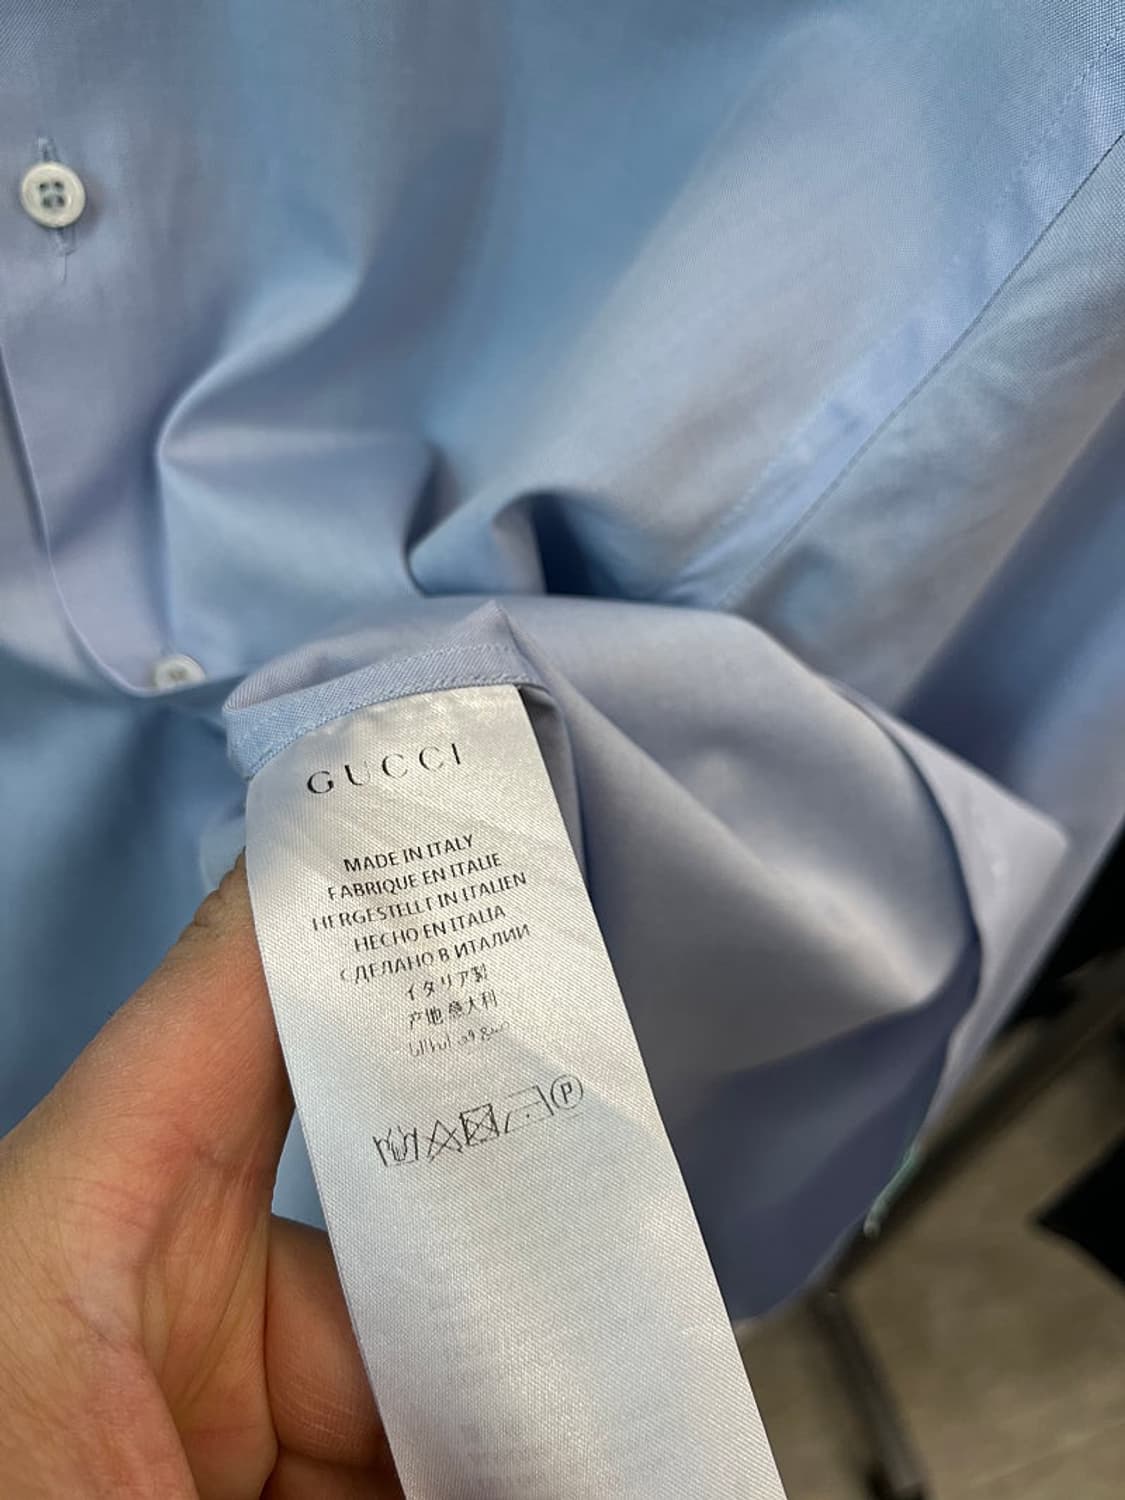 GUCCI
MADE IN ITALY
FABRIQUE EN ITALIE
HERGESTELLT IN ITALIEN
HECHO EN ITALIA
СДЕЛАНО В ИТАЛИИ
イタリア製
产地意大利
P